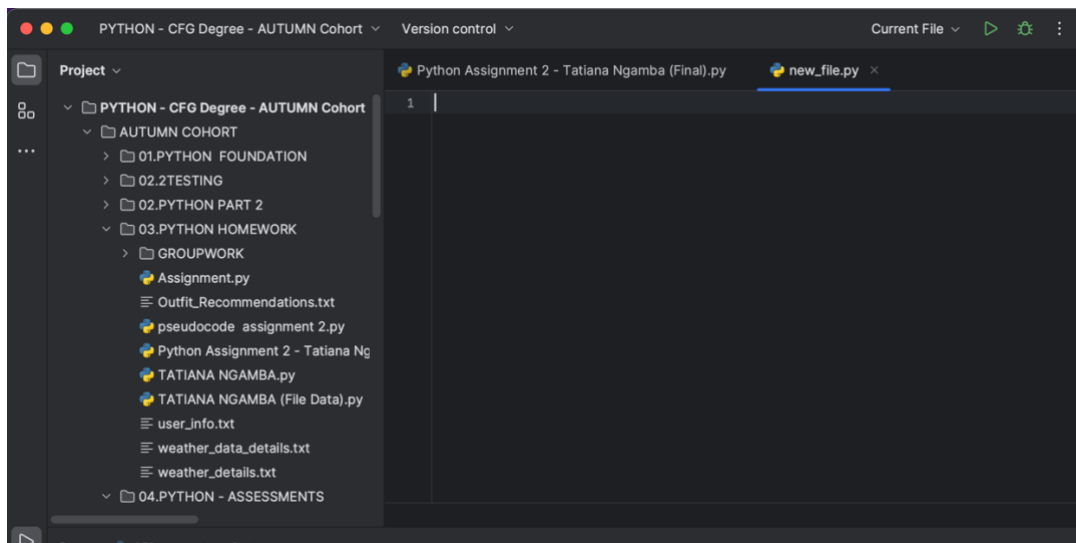 PYTHON - CFG Degree - AUTUMN Cohort Version control Current File
Project
Python Assignment 2 - Tatiana Ngamba (Final).py new_file.py
PYTHON - CFG Degree - AUTUMN Cohort
1
AUTUMN COHORT
01.PYTHON  FOUNDATION
02.2TESTING
02.PYTHON PART 2
03.PYTHON HOMEWORK
GROUPWORK
Assignment.py
Outfit_Recommendations.txt
pseudocode  assignment 2.py
Python Assignment 2 - Tatiana Ng
TATIANA NGAMBA.py
TATIANA NGAMBA (File Data).py
user_info.txt
weather_data_details.txt
weather_details.txt
04.PYTHON - ASSESSMENTS